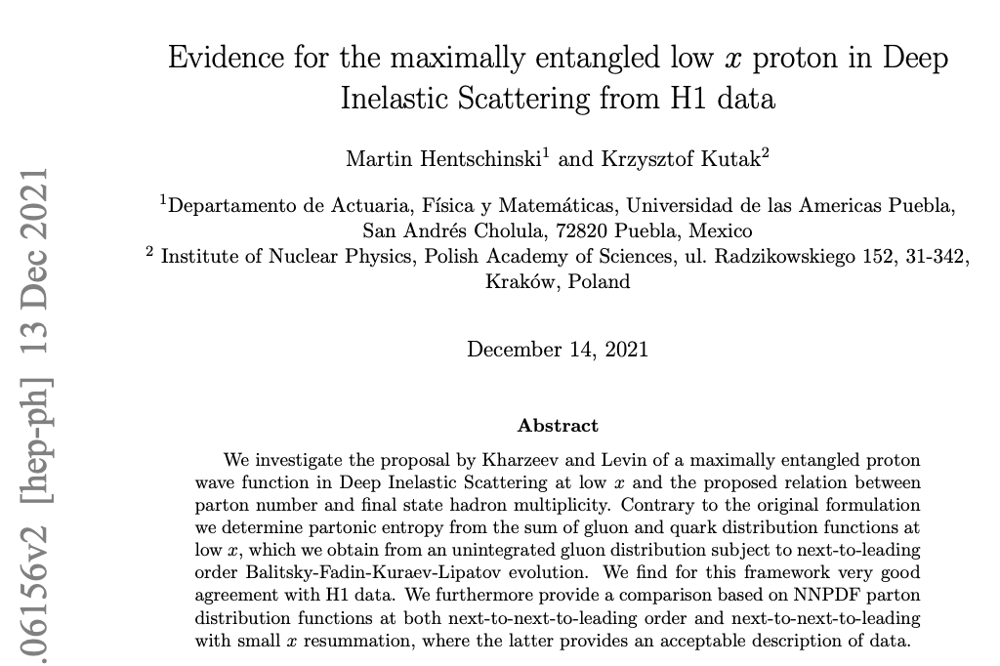 Evidence for the maximally entangled low x proton in Deep
Inelastic Scattering from H1 data
Martin Hentschinski¹ and Krzysztof Kutak²
¹Departamento de Actuaria, Física y Matemáticas, Universidad de las Americas Puebla,
San Andrés Cholula, 72820 Puebla, Mexico
² Institute of Nuclear Physics, Polish Academy of Sciences, ul. Radzikowskiego 152, 31-342,
Kraków, Poland
December 14, 2021
Abstract
We investigate the proposal by Kharzeev and Levin of a maximally entangled proton
wave function in Deep Inelastic Scattering at low x and the proposed relation between
parton number and final state hadron multiplicity. Contrary to the original formulation
we determine partonic entropy from the sum of gluon and quark distribution functions at
low x, which we obtain from an unintegrated gluon distribution subject to next-to-leading
order Balitsky-Fadin-Kuraev-Lipatov evolution. We find for this framework very good
agreement with H1 data. We furthermore provide a comparison based on NNPDF parton
distribution functions at both next-to-next-to-leading order and next-to-next-to-leading
with small x resummation, where the latter provides an acceptable description of data.
.06156v2 [hep-ph] 13 Dec 2021